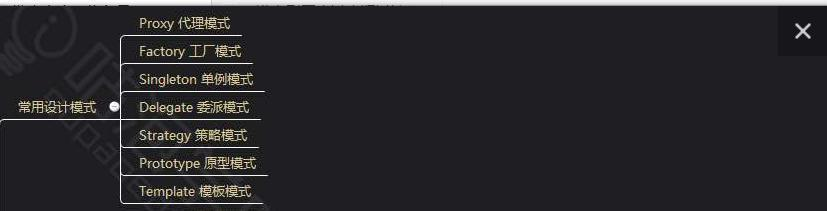 Proxy 代理模式
Factory 工厂模式
Singleton 单例模式
常用设计模式
Delegate 委派模式
Strategy 策略模式
Prototype 原型模式
Template 模板模式